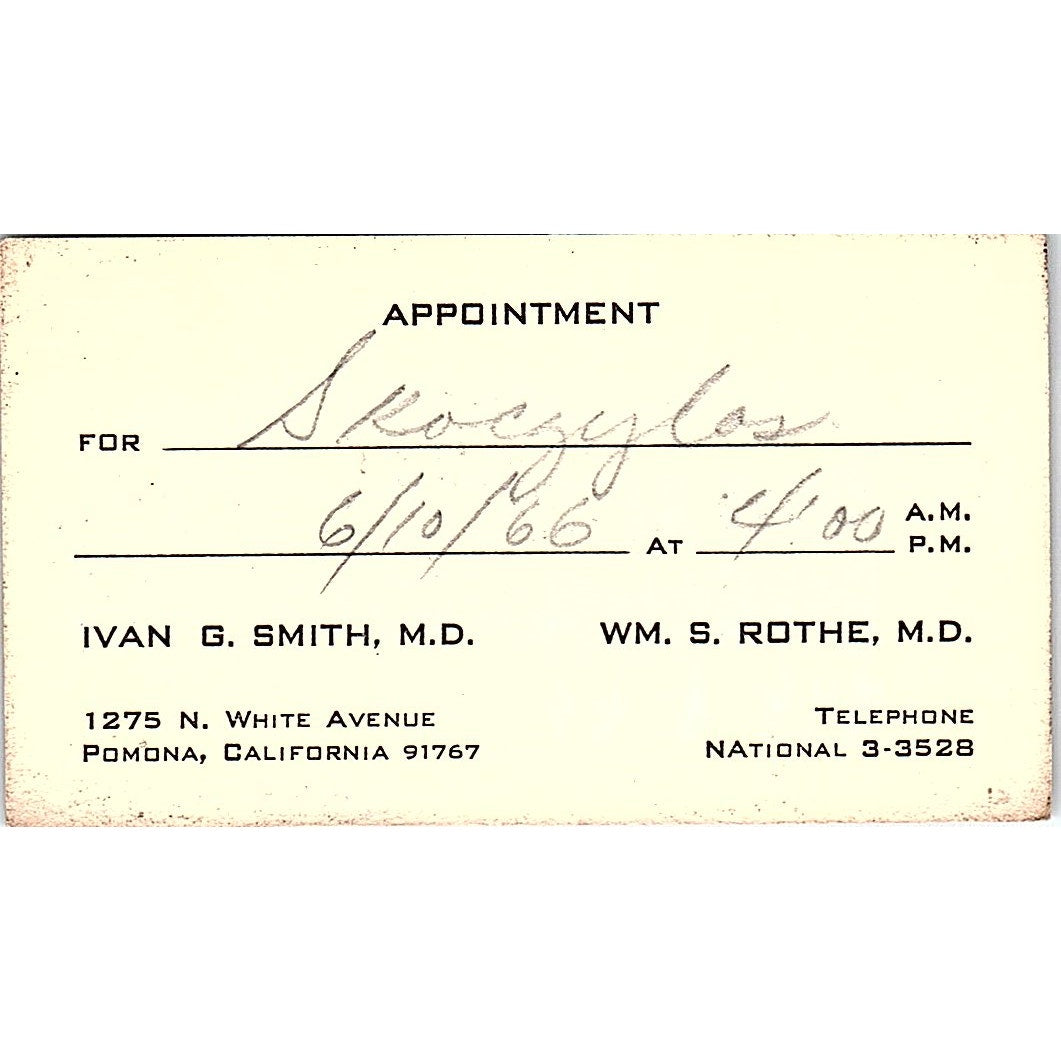 APPOINTMENT
FOR Skoczylas
6/10/66 AT 4:00 A.M.
P.M.
IVAN G. SMITH, M.D. WM. S. ROTHE, M.D.
1275 N. WHITE AVENUE TELEPHONE
POMONA, CALIFORNIA 91767 NATIONAL 3-3528